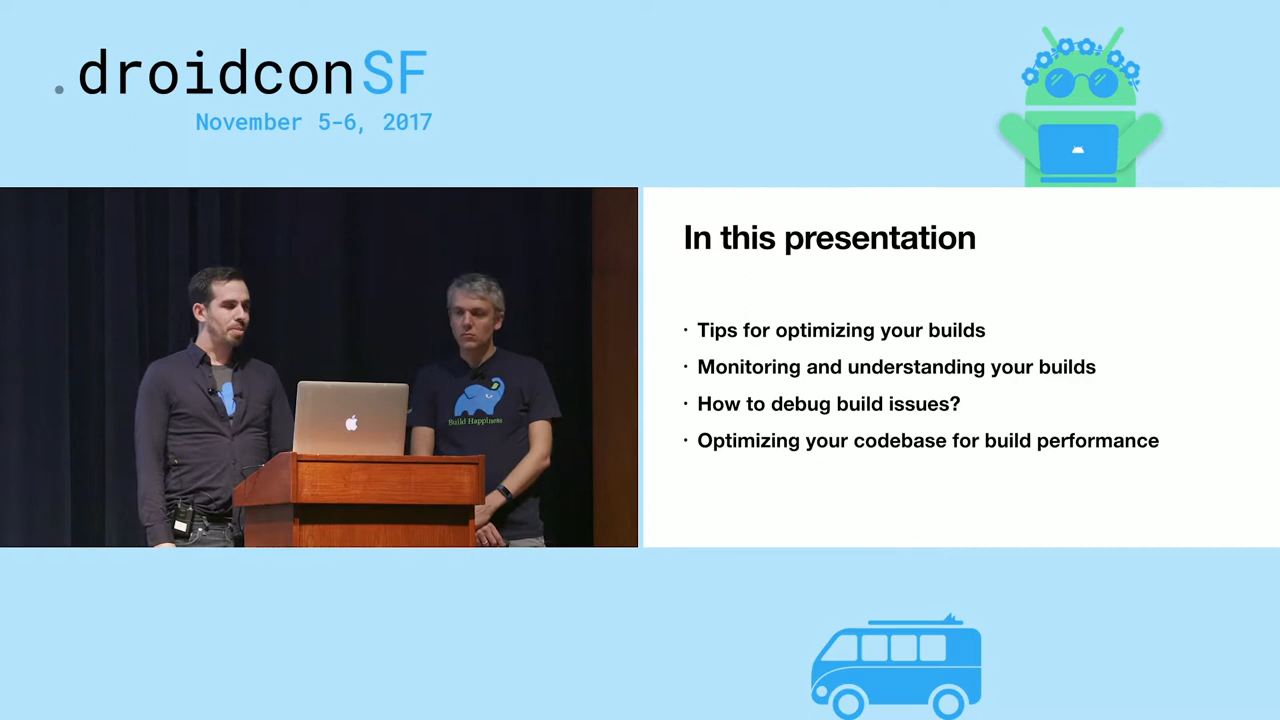 .droidconSF
November 5-6, 2017
Build Happiness
In this presentation
· Tips for optimizing your builds
· Monitoring and understanding your builds
· How to debug build issues?
· Optimizing your codebase for build performance